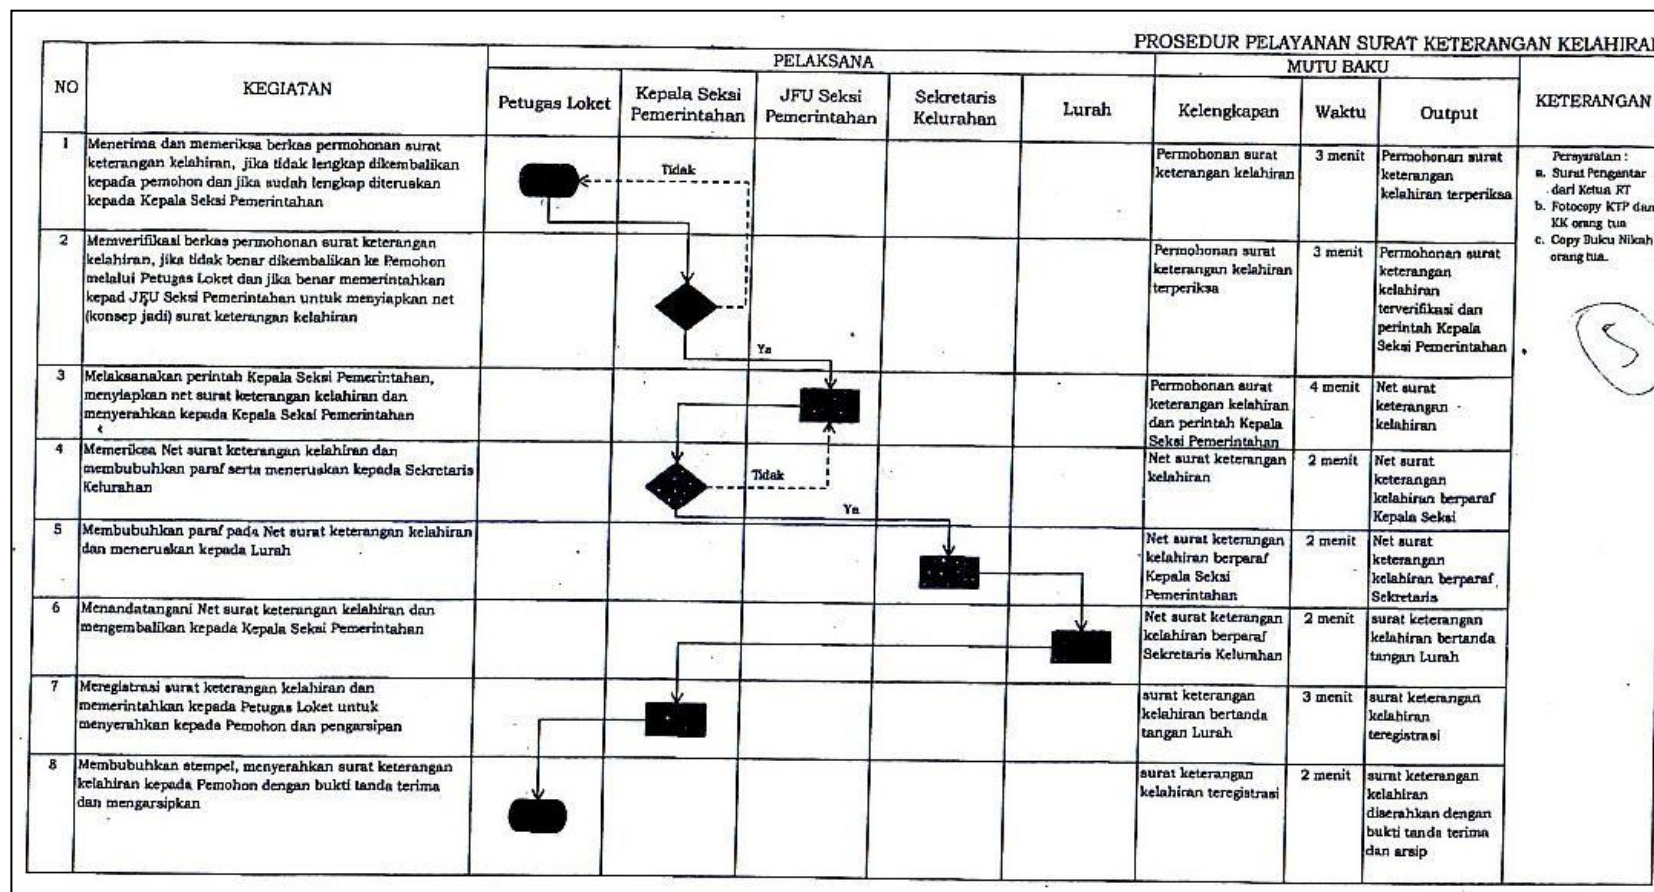 PROSEDUR PELAYANAN SURAT KETERANGAN KELAHIRAN
NO
KEGIATAN
PELAKSANA
MUTU BAKU
KETERANGAN
Petugas Loket
Kepala Seksi
Pemerintahan
JFU Seksi
Pemerintahan
Sekretaris
Kelurahan
Lurah
Kelengkapan
Waktu
Output
1
Menerima dan memeriksa berkas permohonan surat
keterangan kelahiran, jika tidak lengkap dikembalikan
kepada pemohon dan jika sudah lengkap diteruskan
kepada Kepala Seksi Pemerintahan
Tidak
Permohonan surat
keterangan kelahiran
3 menit
Permohonan surat
keterangan
kelahiran terperiksa
Persyaratan :
a. Surat Pengantar
dari Ketua RT
b. Fotocopy KTP dan
KK orang tua
c. Copy Buku Nikah
orang tua.
2
Memverifikasi berkas permohonan surat keterangan
kelahiran, jika tidak benar dikembalikan ke Pemohon
melalui Petugas Loket dan jika benar memerintahkan
kepad JFU Seksi Pemerintahan untuk menyiapkan net
(konsep jadi) surat keterangan kelahiran
Ya
Permohonan surat
keterangan kelahiran
terperiksa
3 menit
Permohonan surat
keterangan
kelahiran
terverifikasi dan
perintah Kepala
Seksi Pemerintahan
5
3
Melaksanakan perintah Kepala Seksi Pemerintahan,
menyiapkan net surat keterangan kelahiran dan
menyerahkan kepada Kepala Seksi Pemerintahan
Permohonan surat
keterangan kelahiran
dan perintah Kepala
Seksi Pemerintahan
4 menit
Net surat
keterangan
kelahiran
4
Memeriksa Net surat keterangan kelahiran dan
membubuhkan paraf serta meneruskan kepada Sekretaris
Kelurahan
Tidak
Ya
Net surat keterangan
kelahiran
2 menit
Net surat
keterangan
kelahiran berparaf
Kepala Seksi
5
Membubuhkan paraf pada Net surat keterangan kelahiran
dan meneruskan kepada Lurah
Net surat keterangan
kelahiran berparaf
Kepala Seksi
Pemerintahan
2 menit
Net surat
keterangan
kelahiran berparaf
Sekretaris
6
Menandatangani Net surat keterangan kelahiran dan
mengembalikan kepada Kepala Seksi Pemerintahan
Net surat keterangan
kelahiran berparaf
Sekretaris Kelurahan
2 menit
surat keterangan
kelahiran bertanda
tangan Lurah
7
Meregistrasi surat keterangan kelahiran dan
memerintahkan kepada Petugas Loket untuk
menyerahkan kepada Pemohon dan pengarsipan
surat keterangan
kelahiran bertanda
tangan Lurah
3 menit
surat keterangan
kelahiran
teregistrasi
8
Membubuhkan stempel, menyerahkan surat keterangan
kelahiran kepada Pemohon dengan bukti tanda terima
dan mengarsipkan
surat keterangan
kelahiran teregistrasi
2 menit
surat keterangan
kelahiran
diserahkan dengan
bukti tanda terima
dan arsip